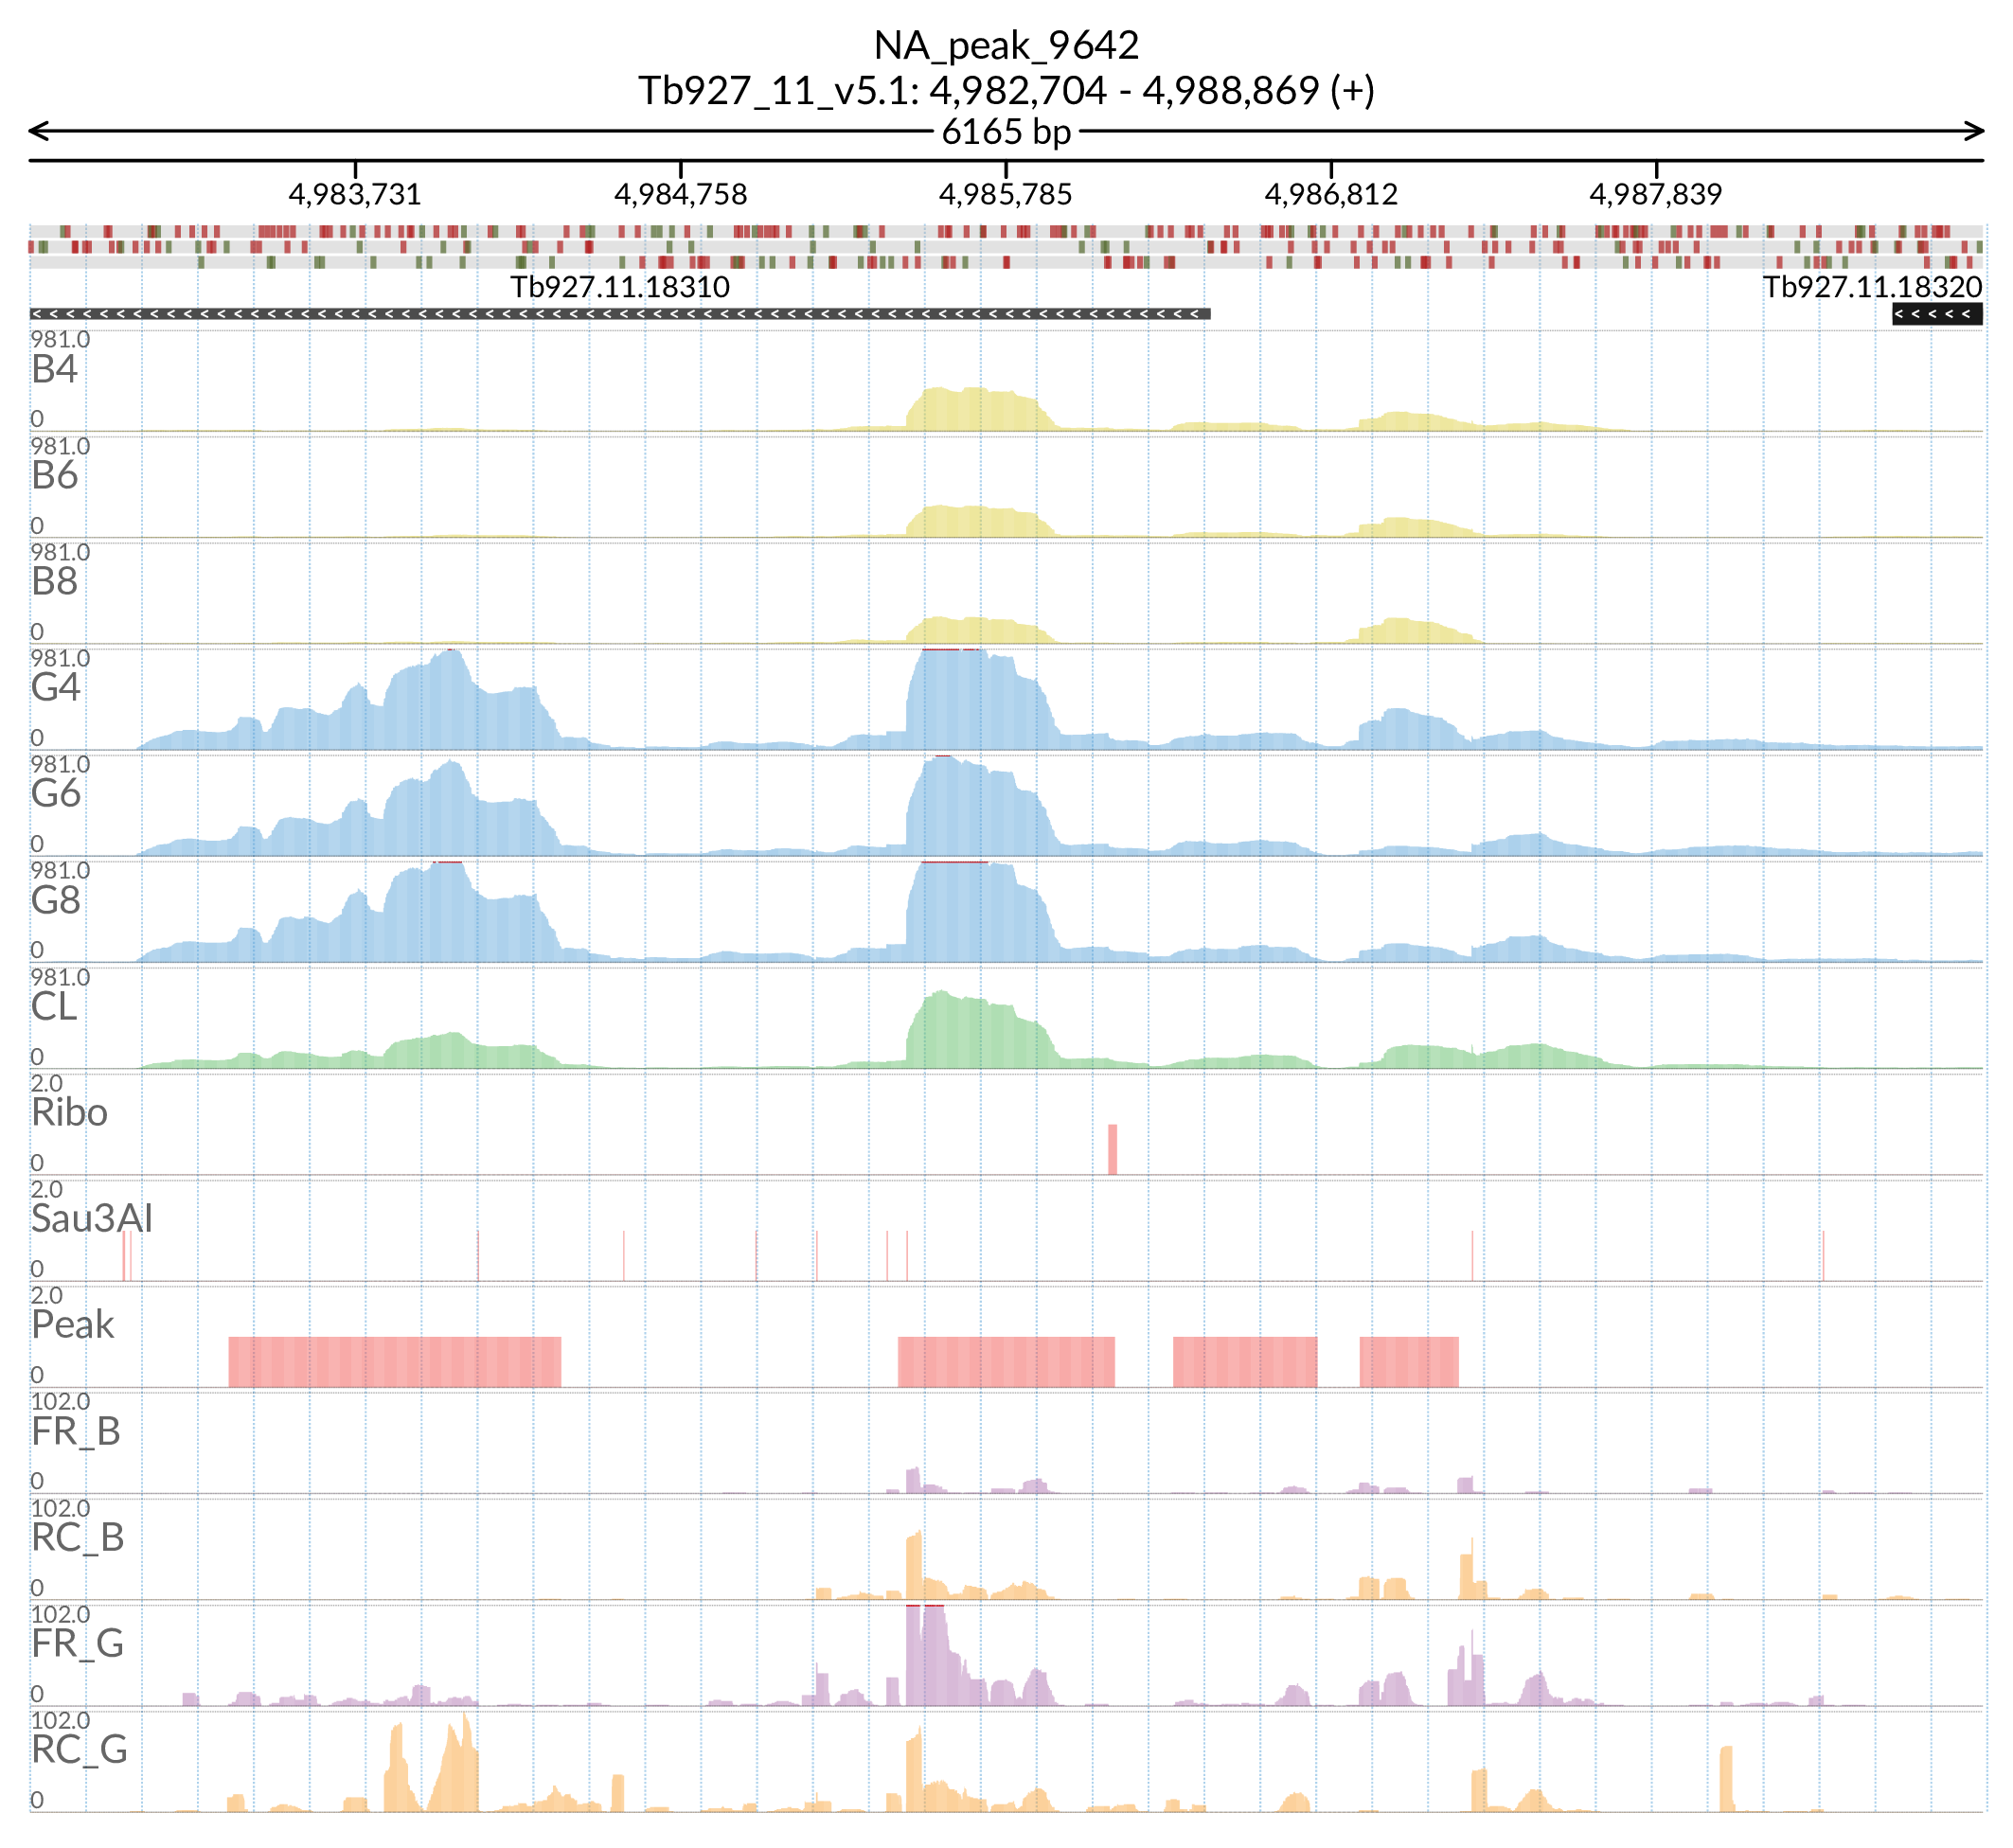 NA_peak_9642
Tb927_11_v5.1: 4,982,704 - 4,988,869 (+)
6165 bp
4,983,731 4,984,758 4,985,785 4,986,812 4,987,839
Tb927.11.18310 Tb927.11.18320
981.0
B4
0
981.0
B6
0
981.0
B8
0
981.0
G4
0
981.0
G6
0
981.0
G8
0
981.0
CL
0
2.0
Ribo
0
2.0
Sau3AI
0
2.0
Peak
0
102.0
FR_B
0
102.0
RC_B
0
102.0
FR_G
0
102.0
RC_G
0